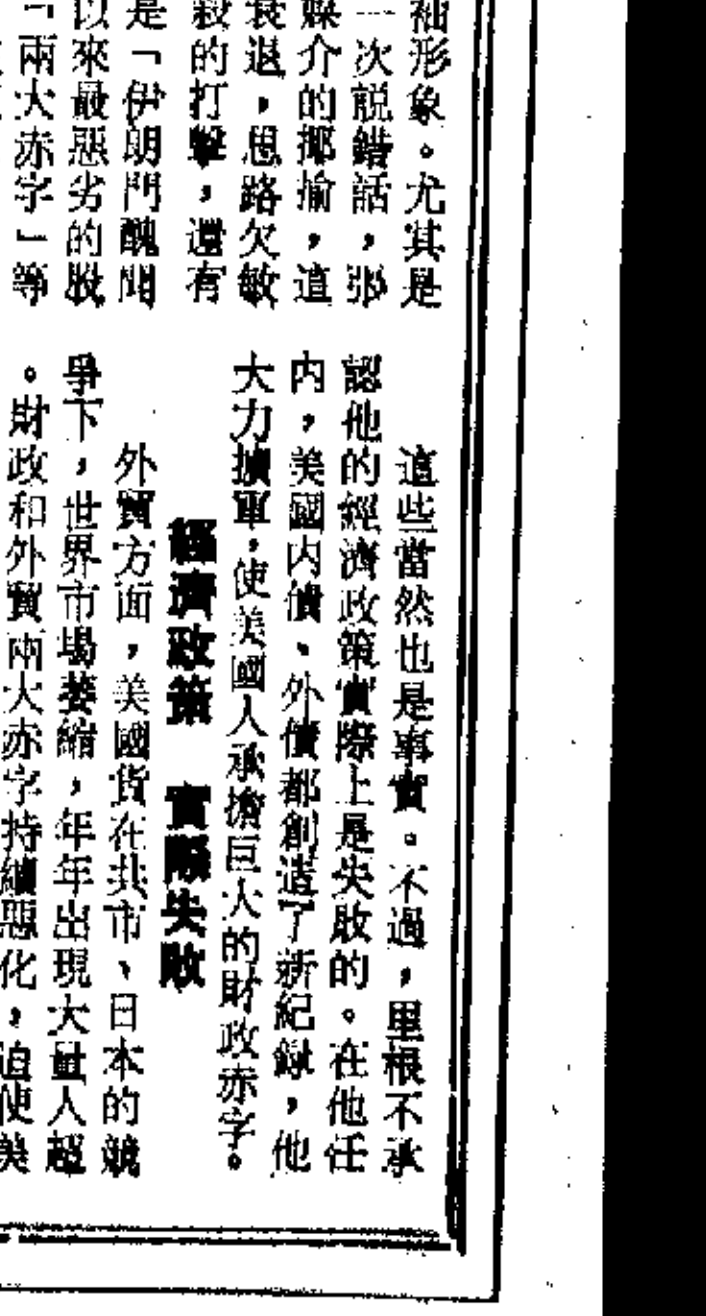 袖形象。尤其是
一次説錯話,
媒介的揶揄,這
衰退,思路欠敏
的打擊,還有
是「伊朗門醜聞
以來最惡劣的股
「兩大赤字」等
這些當然也是事實。不過,里根不承
認他的經濟政策實際上是失敗的。在他任
内,美國内債、外債都創造了新紀錄,他
大力擴軍,使美國人承擔巨大的財政赤字。
經濟政策 實際失敗
外貿方面,美國貨在共市、日本的競
爭下,世界市場萎縮,年年出現大量入超
。財政和外貿兩大赤字持續惡化,迫使美